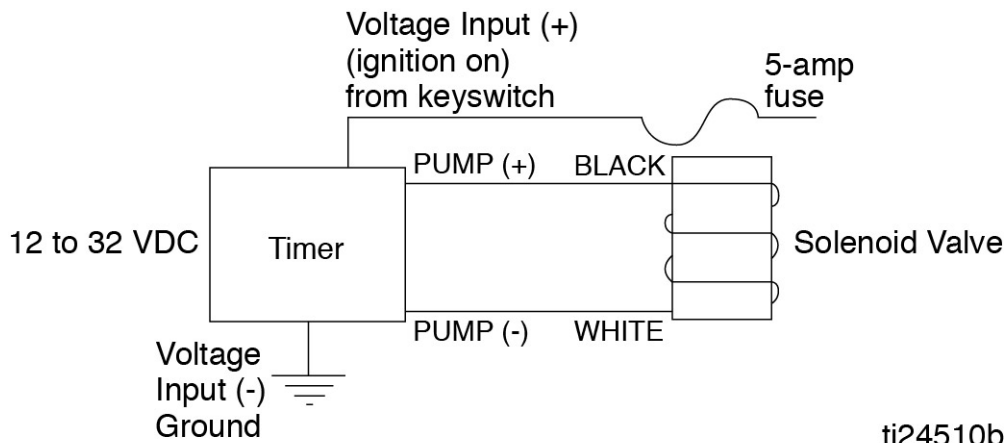 Voltage Input (+)
(ignition on)
from keyswitch
5-amp
fuse
PUMP (+)
BLACK
12 to 32 VDC
Timer
Solenoid Valve
PUMP (-)
WHITE
Voltage
Input (-)
Ground
ti24510b